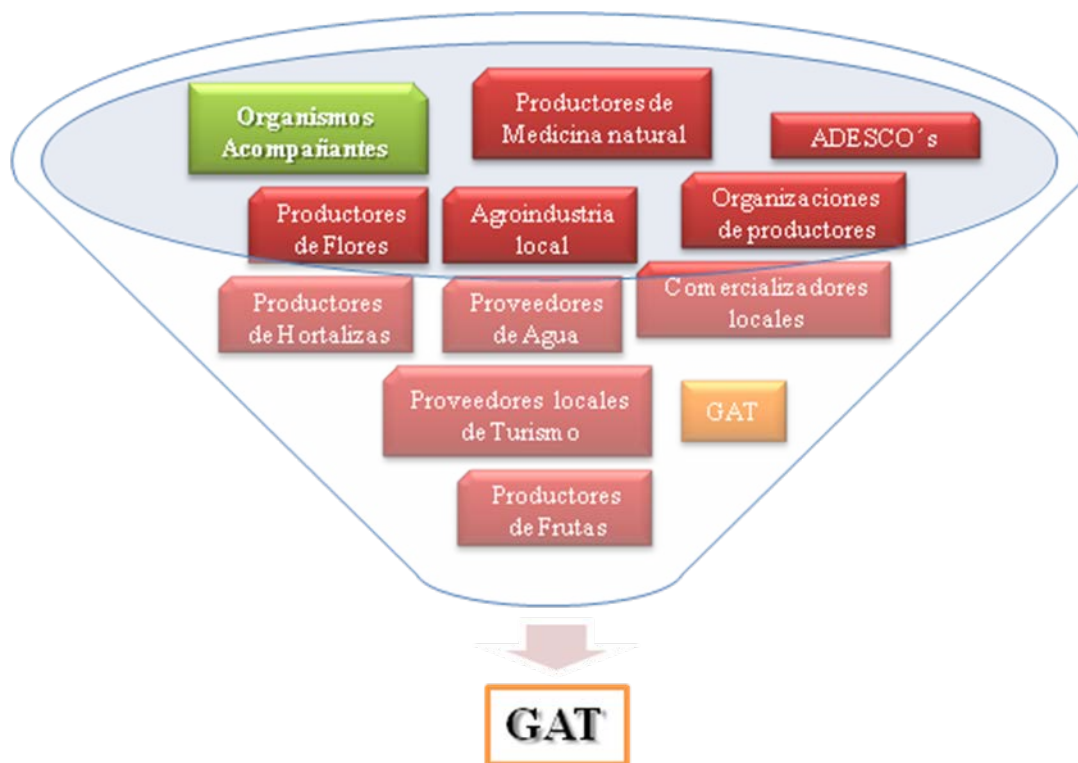 Organismos
Acompañantes
Productores de
Medicina natural
ADESCO´s
Productores
de Flores
Agroindustria
local
Organizaciones
de productores
Productores
de Hortalizas
Proveedores
de Agua
Comercializadores
locales
Proveedores locales
de Turismo
GAT
Productores
de Frutas
GAT